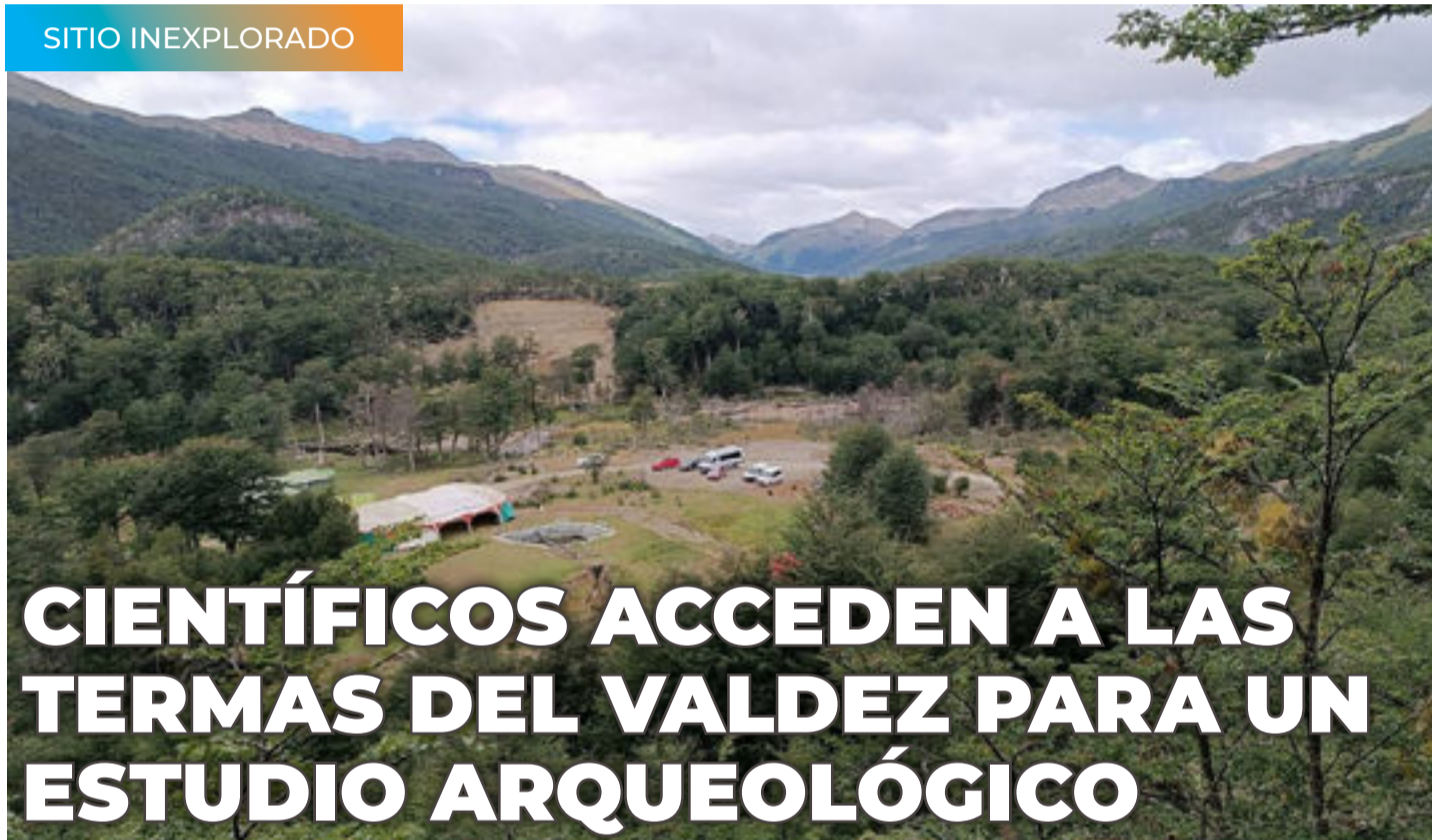 SITIO INEXPLORADO
CIENTÍFICOS ACCEDEN A LAS
TERMAS DEL VALDEZ PARA UN
ESTUDIO ARQUEOLÓGICO